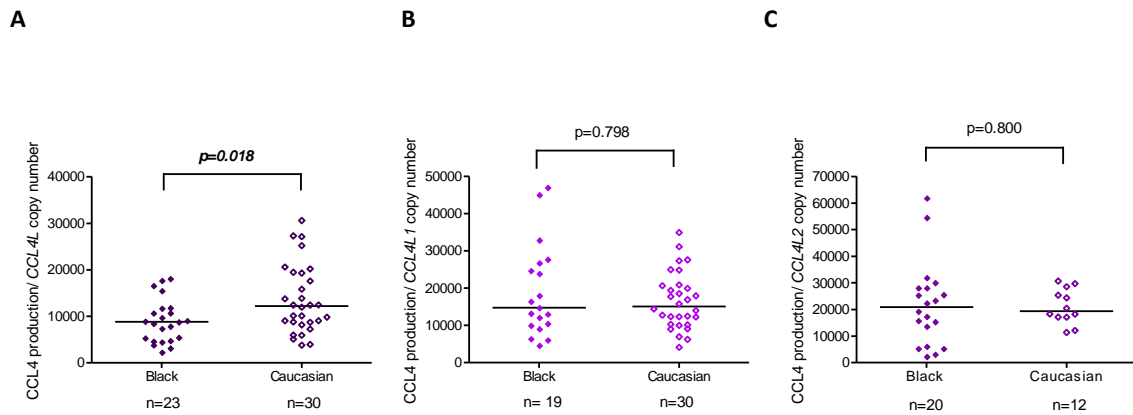 A
CCL4 production/ CCL4L copy number
p=0.018
40000
30000
20000
10000
0
Black
Caucasian
n=23
n=30
B
CCL4 production/ CCL4L1 copy number
p=0.798
50000
40000
30000
20000
10000
0
Black
Caucasian
n= 19
n=30
C
CCL4 production/ CCL4L2 copy number
p=0.800
70000
60000
50000
40000
30000
20000
10000
0
Black
Caucasian
n=20
n=12